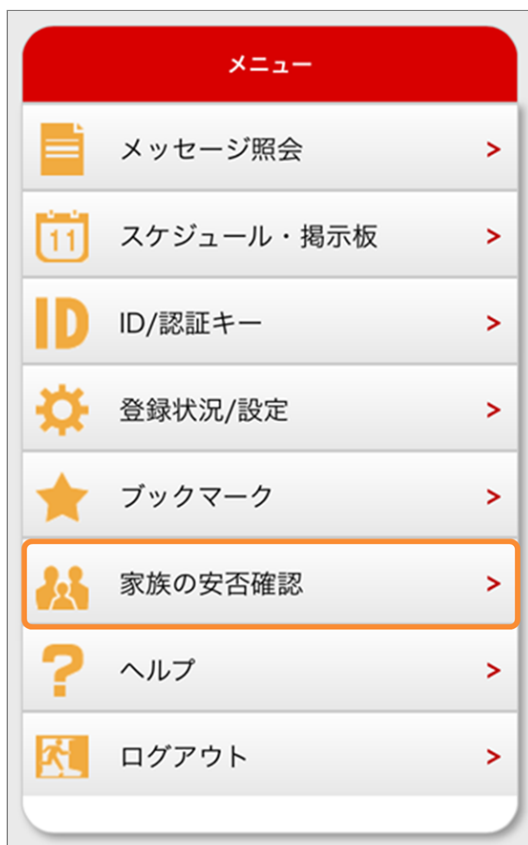 メニュー
メッセージ照会 >
11 スケジュール・掲示板 >
ID ID/認証キー >
登録状況/設定 >
ブックマーク >
家族の安否確認 >
? ヘルプ >
ログアウト >